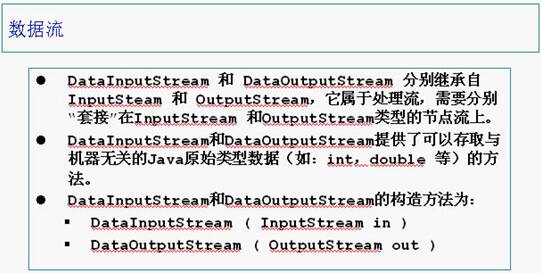 数据流
● DataInputStream 和 DataOutputStream 分别继承自
InputSteam 和 OutputStream，它属于处理流，需要分别
“套接”在InputStream 和OutputStream类型的节点流上。
● DataInputStream和DataOutputStream提供了可以存取与
机器无关的Java原始类型数据（如：int，double 等）的方
法。
● DataInputStream和DataOutputStream的构造方法为：
▪ DataInputStream ( InputStream in )
▪ DataOutputStream ( OutputStream out )